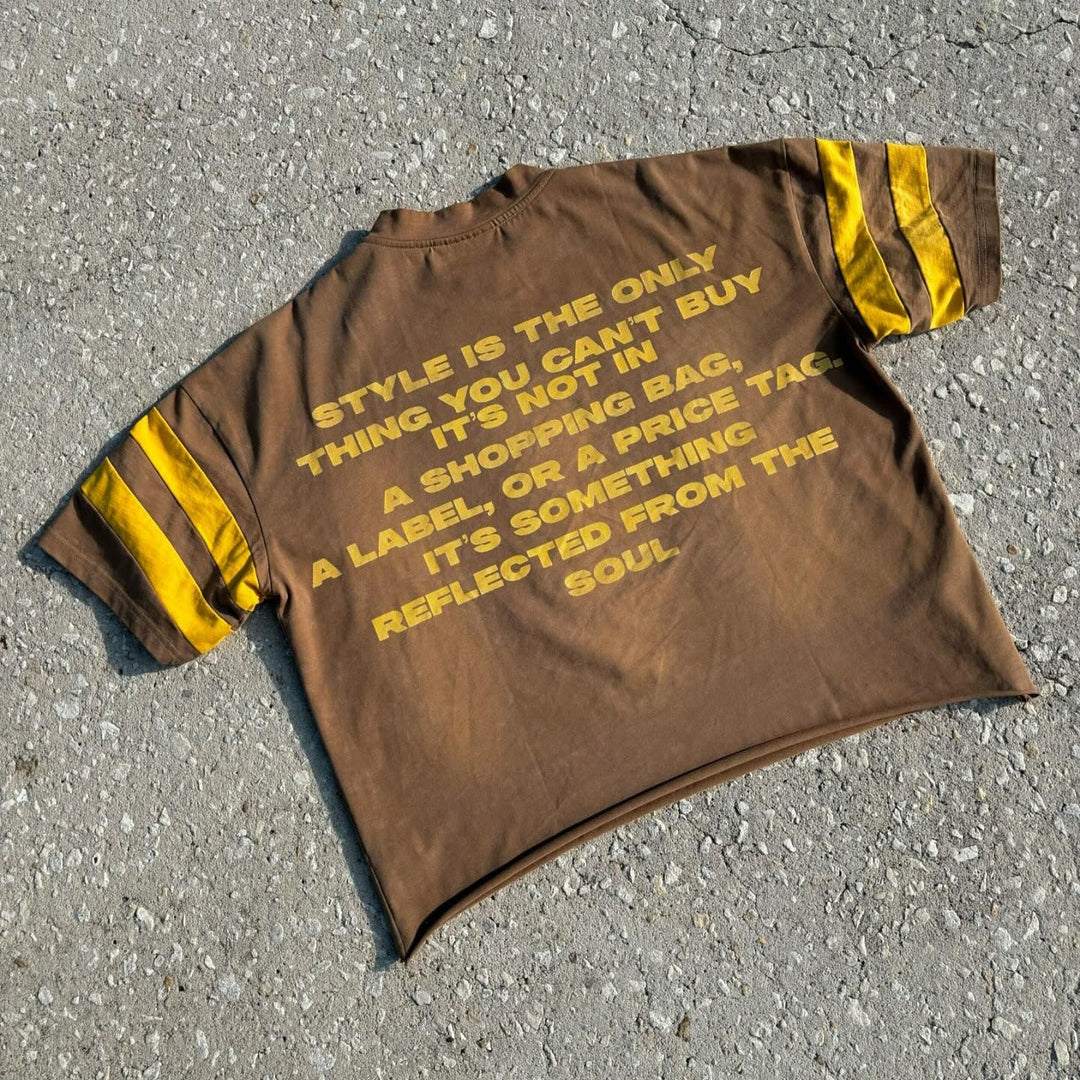 STYLE IS THE ONLY
THING YOU CAN'T BUY
IT'S NOT IN
A SHOPPING BAG,
A LABEL, OR A PRICE TAG.
IT'S SOMETHING
REFLECTED FROM THE
SOUL